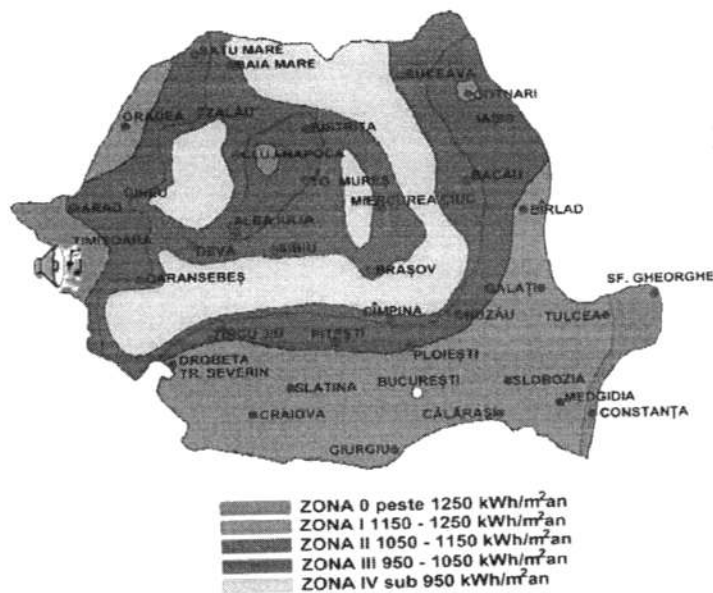 SATU MARE
BAIA MARE
SUCEAVA
COTNARI
ORADEA
ZALĂU
BISTRIȚA
IAȘI
CLUJ NAPOCA
TG. MUREȘ
BACĂU
MIERCUREA CIUC
ARAD
BÎRLAD
ALBA IULIA
TIMIȘOARA
DEVA
SIBIU
CARANSEBEȘ
BRAȘOV
GALAȚI
SF. GHEORGHE
CÎMPINA
BUZĂU
TULCEA
TÎRGU JIU
PITEȘTI
PLOIEȘTI
DROBETA
TR. SEVERIN
BUCUREȘTI
SLOBOZIA
SLATINA
MEDGIDIA
CRAIOVA
CĂLĂRAȘI
CONSTANȚA
GIURGIU
ZONA 0 peste 1250 kWh/m²an
ZONA I 1150 - 1250 kWh/m²an
ZONA II 1050 - 1150 kWh/m²an
ZONA III 950 - 1050 kWh/m²an
ZONA IV sub 950 kWh/m²an